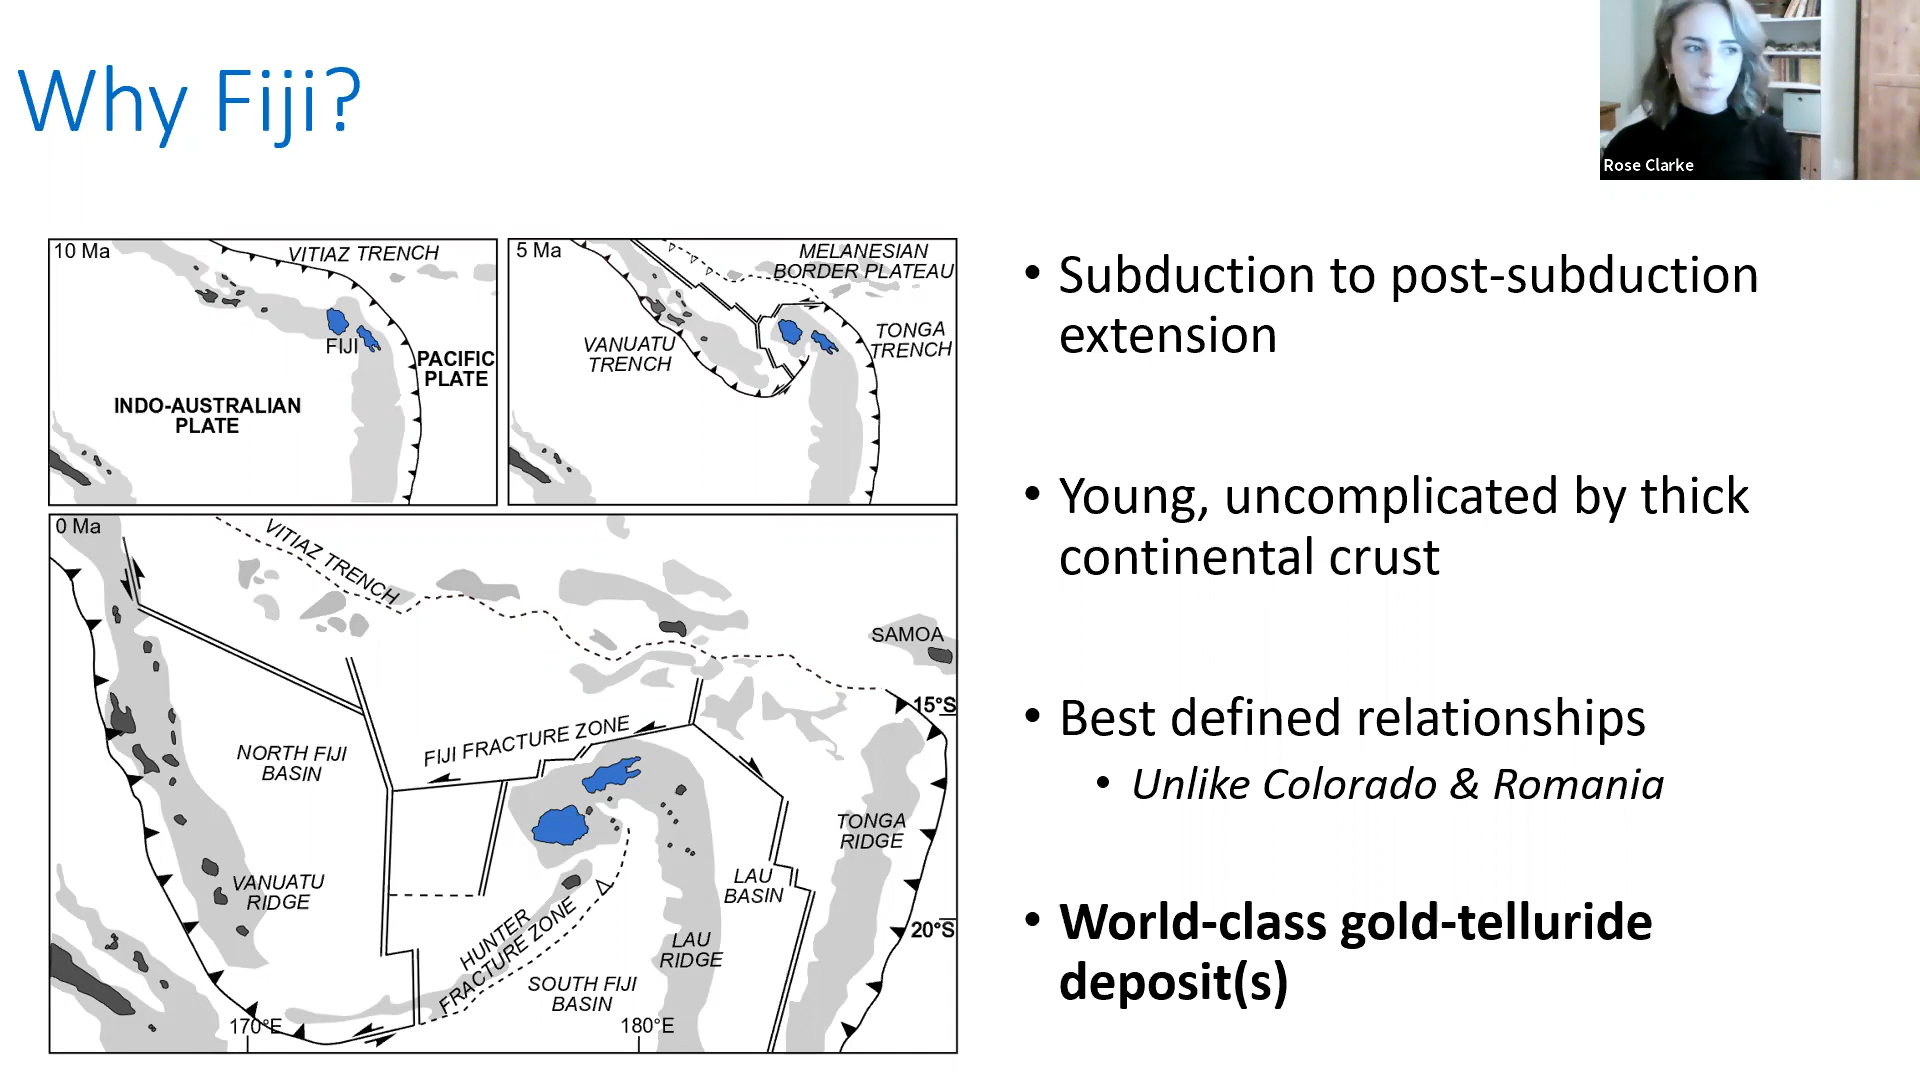 Why Fiji?
Rose Clarke
10 Ma
VITIAZ TRENCH
FIJI
PACIFIC
PLATE
INDO-AUSTRALIAN
PLATE
5 Ma
MELANESIAN
BORDER PLATEAU
VANUATU
TRENCH
TONGA
TRENCH
0 Ma
VITIAZ TRENCH
SAMOA
15°S
FIJI FRACTURE ZONE
NORTH FIJI
BASIN
TONGA
RIDGE
VANUATU
RIDGE
LAU
BASIN
HUNTER
FRACTURE ZONE
LAU
RIDGE
20°S
SOUTH FIJI
BASIN
170°E
180°E
• Subduction to post-subduction
extension
• Young, uncomplicated by thick
continental crust
• Best defined relationships
• Unlike Colorado & Romania
• World-class gold-telluride
deposit(s)